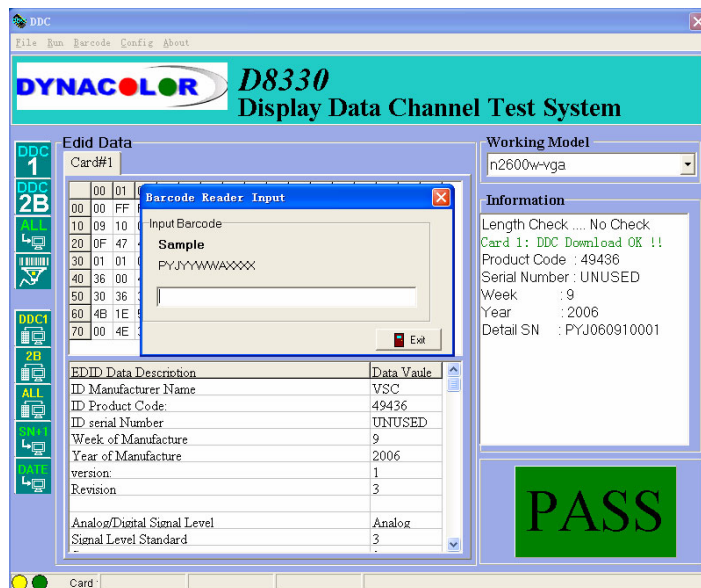 DDC
File Run Barcode Config About
DYNACOLOR
D8330
Display Data Channel Test System
DDC 1
DDC 2B
ALL
DDC1
2B
ALL
SN+1
DATE
Edid Data
Card#1
00 01
00 00 FF
10 09 10
20 0F 47
30 01 01
40 36 00
50 30 36
60 4B 1E
70 00 4E
Barcode Reader Input
Input Barcode
Sample
PYJYYWWAXXXX
Exit
EDID Data Description Data Vaule
ID Manufacturer Name VSC
ID Product Code: 49436
ID serial Number UNUSED
Week of Manufacture 9
Year of Manufacture 2006
version: 1
Revision 3
Analog/Digital Signal Level Analog
Signal Level Standard 3
Working Model
n2600w-vga
Information
Length Check .... No Check
Card 1: DDC Download OK !!
Product Code : 49436
Serial Number : UNUSED
Week : 9
Year : 2006
Detail SN : PYJ060910001
PASS
Card :